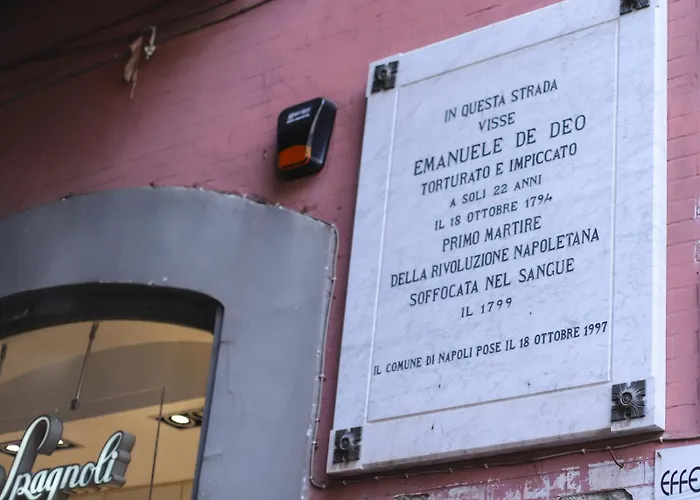 IN QUESTA STRADA
VISSE
EMANUELE DE DEO
TORTURATO E IMPICCATO
A SOLI 22 ANNI
IL 18 OTTOBRE 1794
PRIMO MARTIRE
DELLA RIVOLUZIONE NAPOLETANA
SOFFOCATA NEL SANGUE
IL 1799
IL COMUNE DI NAPOLI POSE IL 18 OTTOBRE 1997
Spagnoli
EFFE